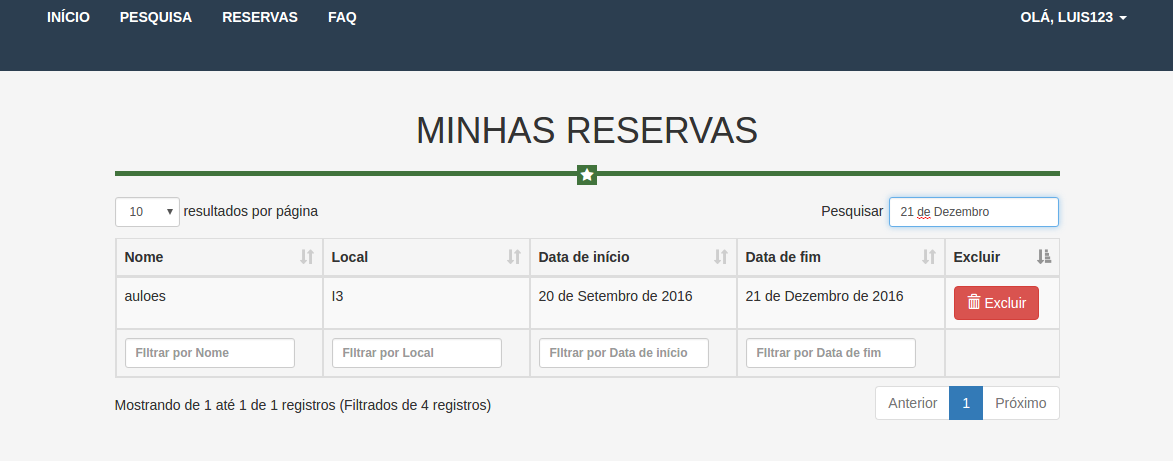 INÍCIO PESQUISA RESERVAS FAQ OLÁ, LUIS123
MINHAS RESERVAS
10 resultados por página Pesquisar 21 de Dezembro
Nome Local Data de início Data de fim Excluir
auloes I3 20 de Setembro de 2016 21 de Dezembro de 2016 Excluir
FIltrar por Nome FIltrar por Local FIltrar por Data de início FIltrar por Data de fim
Mostrando de 1 até 1 de 1 registros (Filtrados de 4 registros) Anterior 1 Próximo